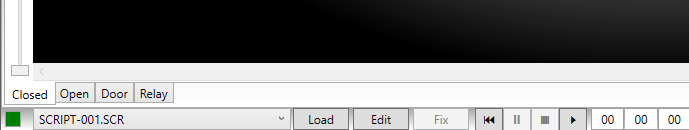 Closed Open Door Relay
SCRIPT-001.SCR Load Edit Fix 00 00 00